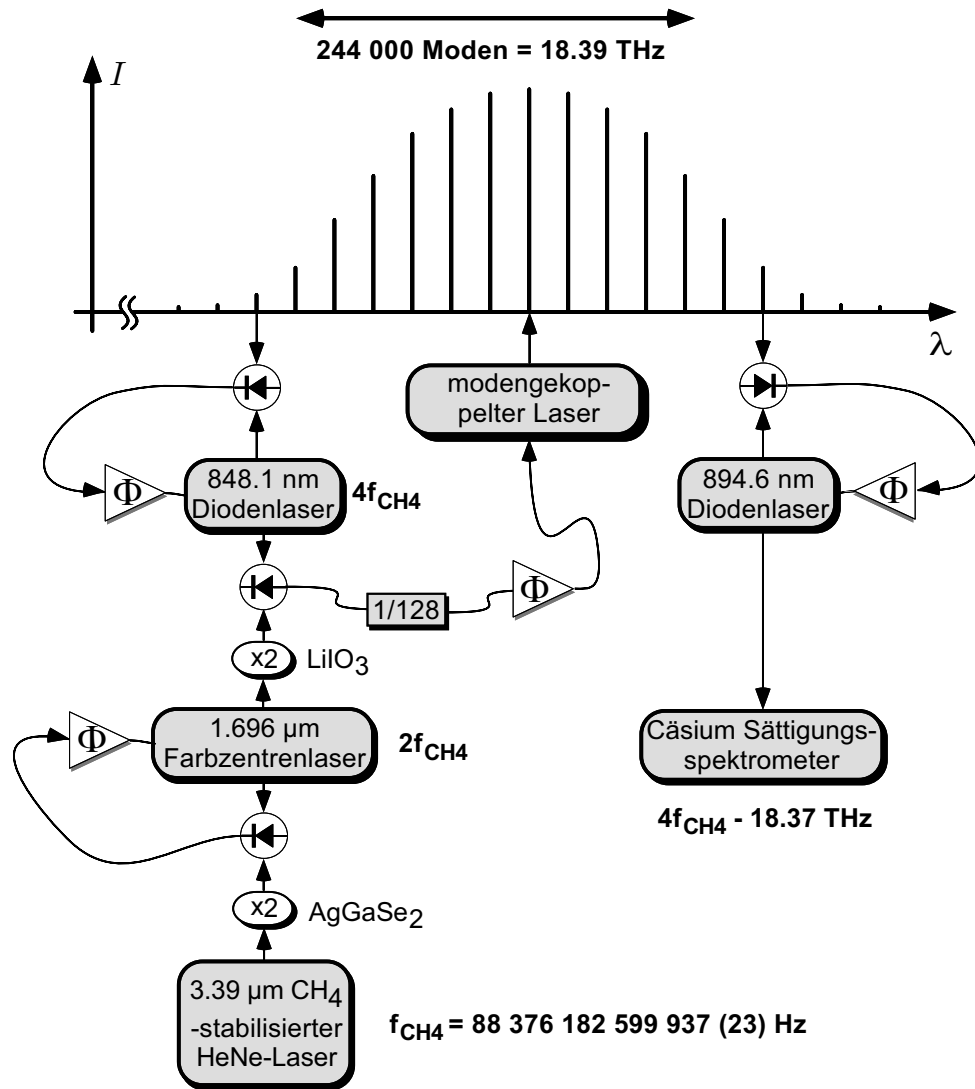 244 000 Moden = 18.39 THz
I
λ
modengekop-
pelter Laser
848.1 nm
Diodenlaser
4fCH4
Φ
894.6 nm
Diodenlaser
Φ
1/128
Φ
x2
LiIO3
1.696 µm
Farbzentrenlaser
2fCH4
Φ
Cäsium Sättigungs-
spektrometer
4fCH4 - 18.37 THz
x2
AgGaSe2
3.39 µm CH4
-stabilisierter
HeNe-Laser
fCH4 = 88 376 182 599 937 (23) Hz